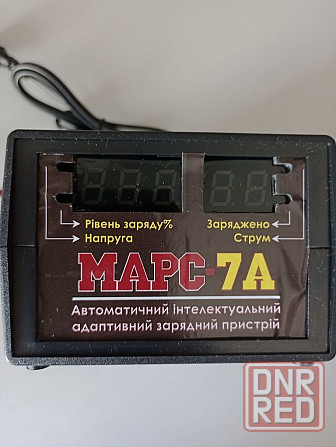 Рівень заряду% Заряджено
Напруга Струм
МАРС-7А
Автоматичний інтелектуальний
адаптивний зарядний пристрій
DNR
RED